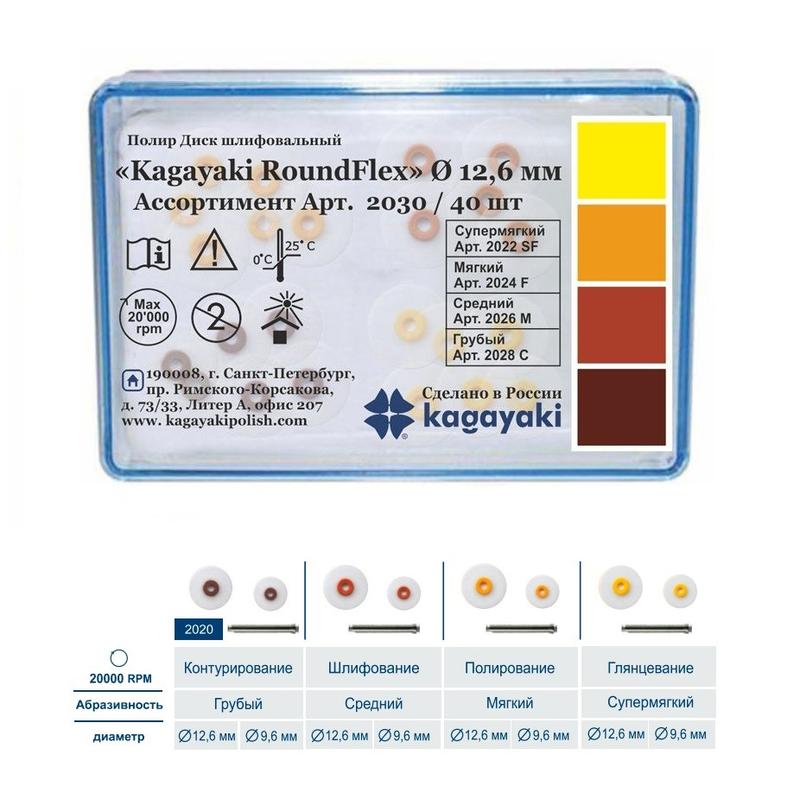 Полир Диск шлифовальный
«Kagayaki RoundFlex» Ø 12,6 мм
Ассортимент Арт. 2030 / 40 шт
0°C 25°C
Супермягкий
Арт. 2022 SF
Мягкий
Арт. 2024 F
Средний
Арт. 2026 M
Грубый
Арт. 2028 C
Max
20'000
rpm
2
190008, г. Санкт-Петербург,
пр. Римского-Корсакова,
д. 73/33, Литер А, офис 207
www. kagayakipolish.com
Сделано в России
kagayaki®
2020
20000 RPM
Контурирование Шлифование Полирование Глянцевание
Абразивность Грубый Средний Мягкий Супермягкий
диаметр Ø12,6 мм Ø9,6 мм Ø12,6 мм Ø9,6 мм Ø12,6 мм Ø9,6 мм Ø12,6 мм Ø9,6 мм